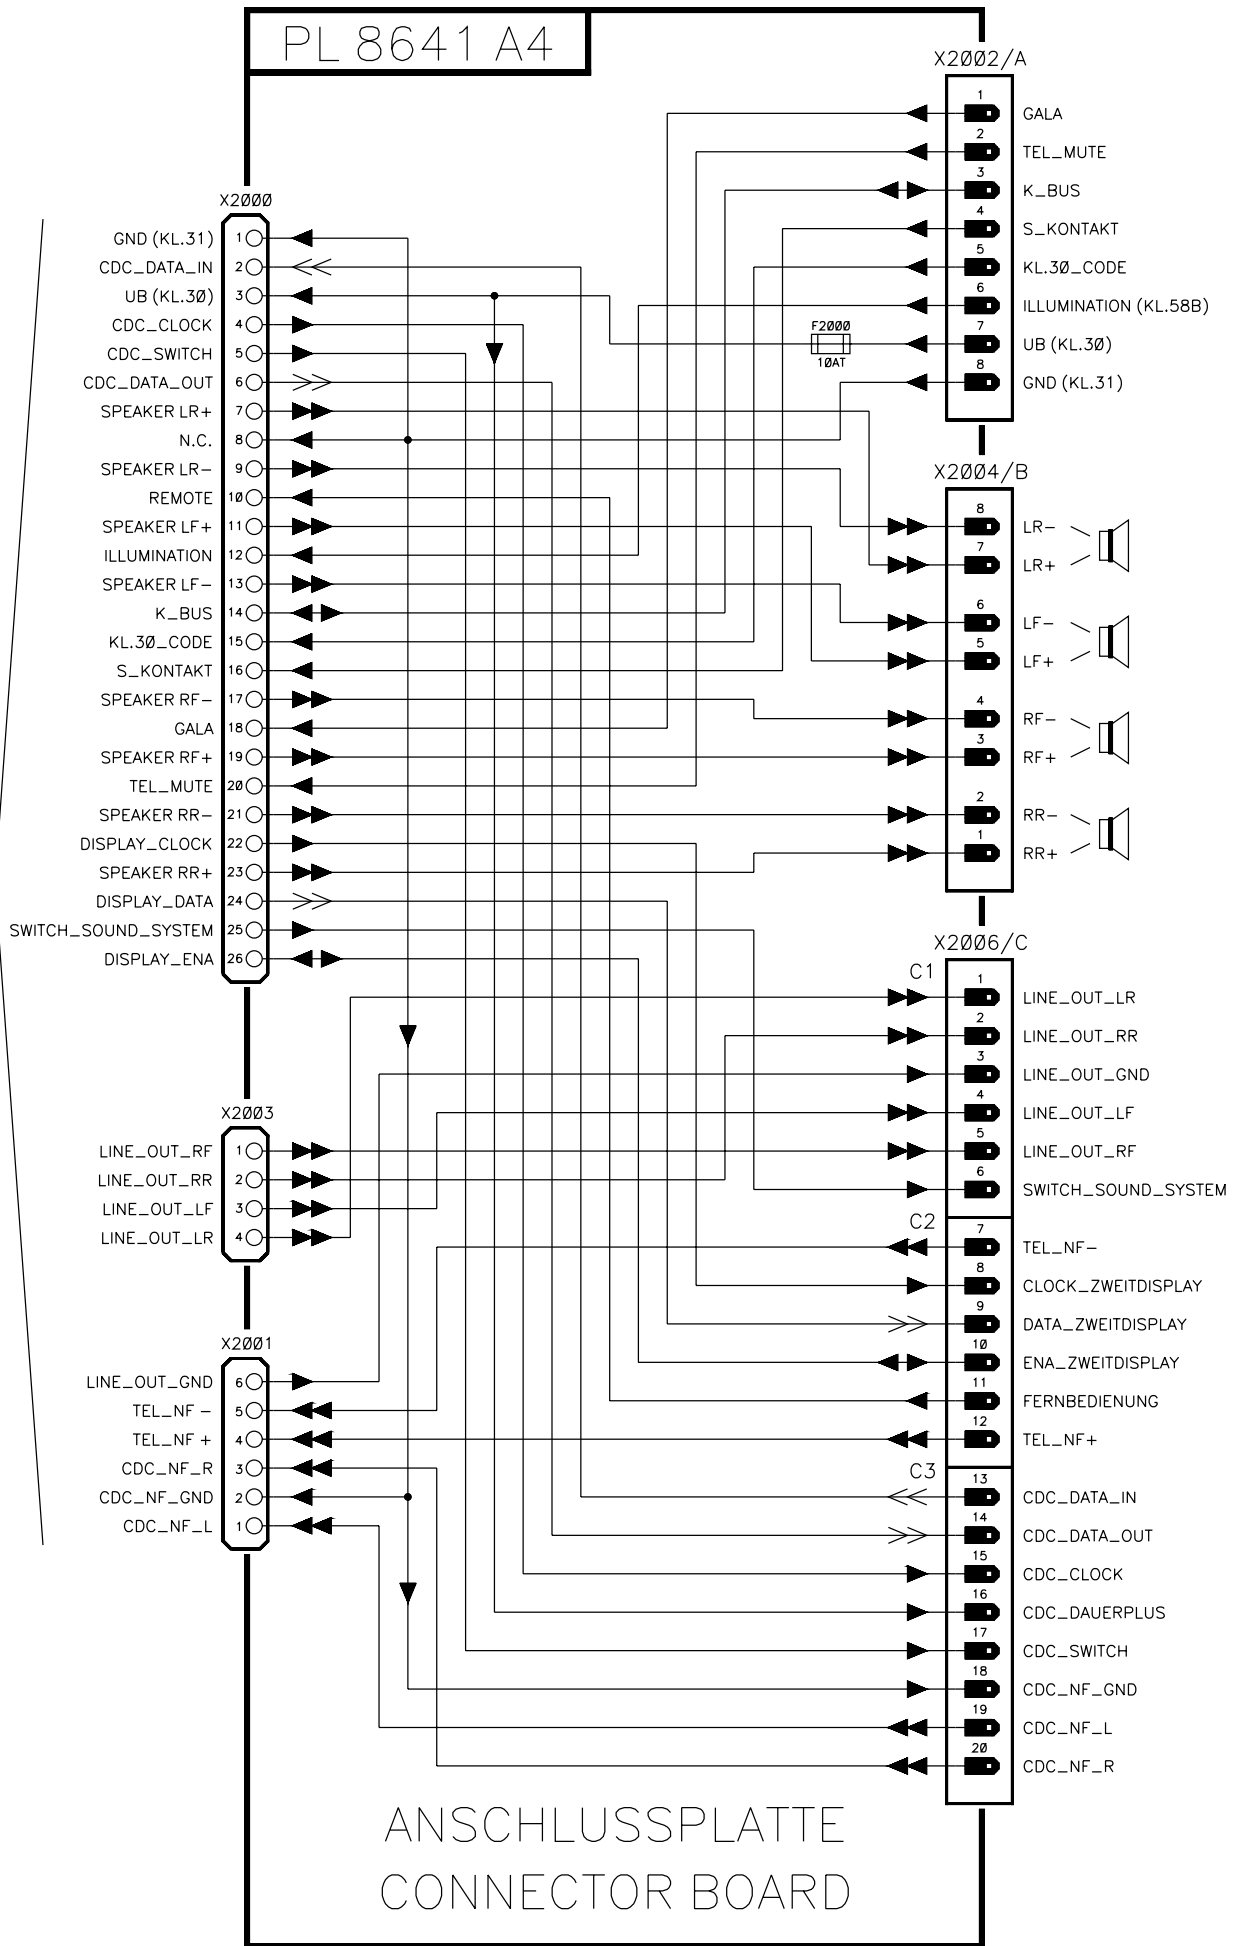 PL 8641 A4
X2000
GND (KL.31) 1
CDC_DATA_IN 2
UB (KL.30) 3
CDC_CLOCK 4
CDC_SWITCH 5
CDC_DATA_OUT 6
SPEAKER LR+ 7
N.C. 8
SPEAKER LR- 9
REMOTE 10
SPEAKER LF+ 11
ILLUMINATION 12
SPEAKER LF- 13
K_BUS 14
KL.30_CODE 15
S_KONTAKT 16
SPEAKER RF- 17
GALA 18
SPEAKER RF+ 19
TEL_MUTE 20
SPEAKER RR- 21
DISPLAY_CLOCK 22
SPEAKER RR+ 23
DISPLAY_DATA 24
SWITCH_SOUND_SYSTEM 25
DISPLAY_ENA 26
X2003
LINE_OUT_RF 1
LINE_OUT_RR 2
LINE_OUT_LF 3
LINE_OUT_LR 4
X2001
LINE_OUT_GND 6
TEL_NF - 5
TEL_NF + 4
CDC_NF_R 3
CDC_NF_GND 2
CDC_NF_L 1
F2000
10AT
X2002/A
1 GALA
2 TEL_MUTE
3 K_BUS
4 S_KONTAKT
5 KL.30_CODE
6 ILLUMINATION (KL.58B)
7 UB (KL.30)
8 GND (KL.31)
X2004/B
8 LR-
7 LR+
6 LF-
5 LF+
4 RF-
3 RF+
2 RR-
1 RR+
X2006/C
C1
1 LINE_OUT_LR
2 LINE_OUT_RR
3 LINE_OUT_GND
4 LINE_OUT_LF
5 LINE_OUT_RF
6 SWITCH_SOUND_SYSTEM
C2
7 TEL_NF-
8 CLOCK_ZWEITDISPLAY
9 DATA_ZWEITDISPLAY
10 ENA_ZWEITDISPLAY
11 FERNBEDIENUNG
12 TEL_NF+
C3
13 CDC_DATA_IN
14 CDC_DATA_OUT
15 CDC_CLOCK
16 CDC_DAUERPLUS
17 CDC_SWITCH
18 CDC_NF_GND
19 CDC_NF_L
20 CDC_NF_R
ANSCHLUSSPLATTE
CONNECTOR BOARD